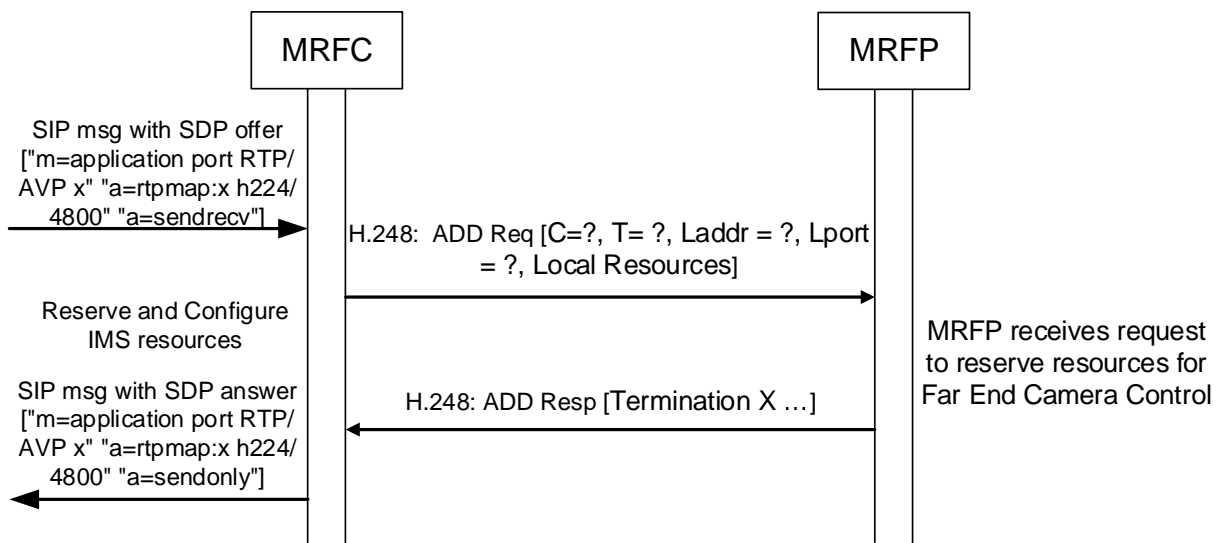 MRFC
MRFP
SIP msg with SDP offer
["m=application port RTP/
AVP x" "a=rtpmap:x h224/
4800" "a=sendrecv"]
H.248:  ADD Req [C=?, T= ?, Laddr = ?, Lport
= ?, Local Resources]
Reserve and Configure
IMS resources
MRFP receives request
to reserve resources for
Far End Camera Control
SIP msg with SDP answer
["m=application port RTP/
AVP x" "a=rtpmap:x h224/
4800" "a=sendonly"]
H.248: ADD Resp [Termination X ...]